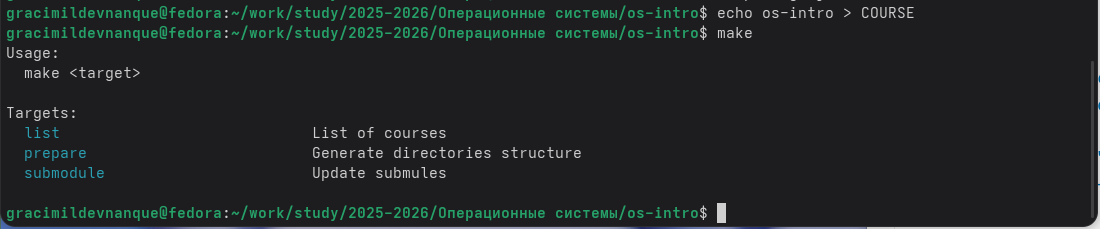 gracimildevnanque@fedora:~/work/study/2025-2026/Операционные системы/os-intro$ echo os-intro > COURSE
gracimildevnanque@fedora:~/work/study/2025-2026/Операционные системы/os-intro$ make
Usage:
  make <target>

Targets:
  list                            List of courses
  prepare                         Generate directories structure
  submodule                       Update submules

gracimildevnanque@fedora:~/work/study/2025-2026/Операционные системы/os-intro$